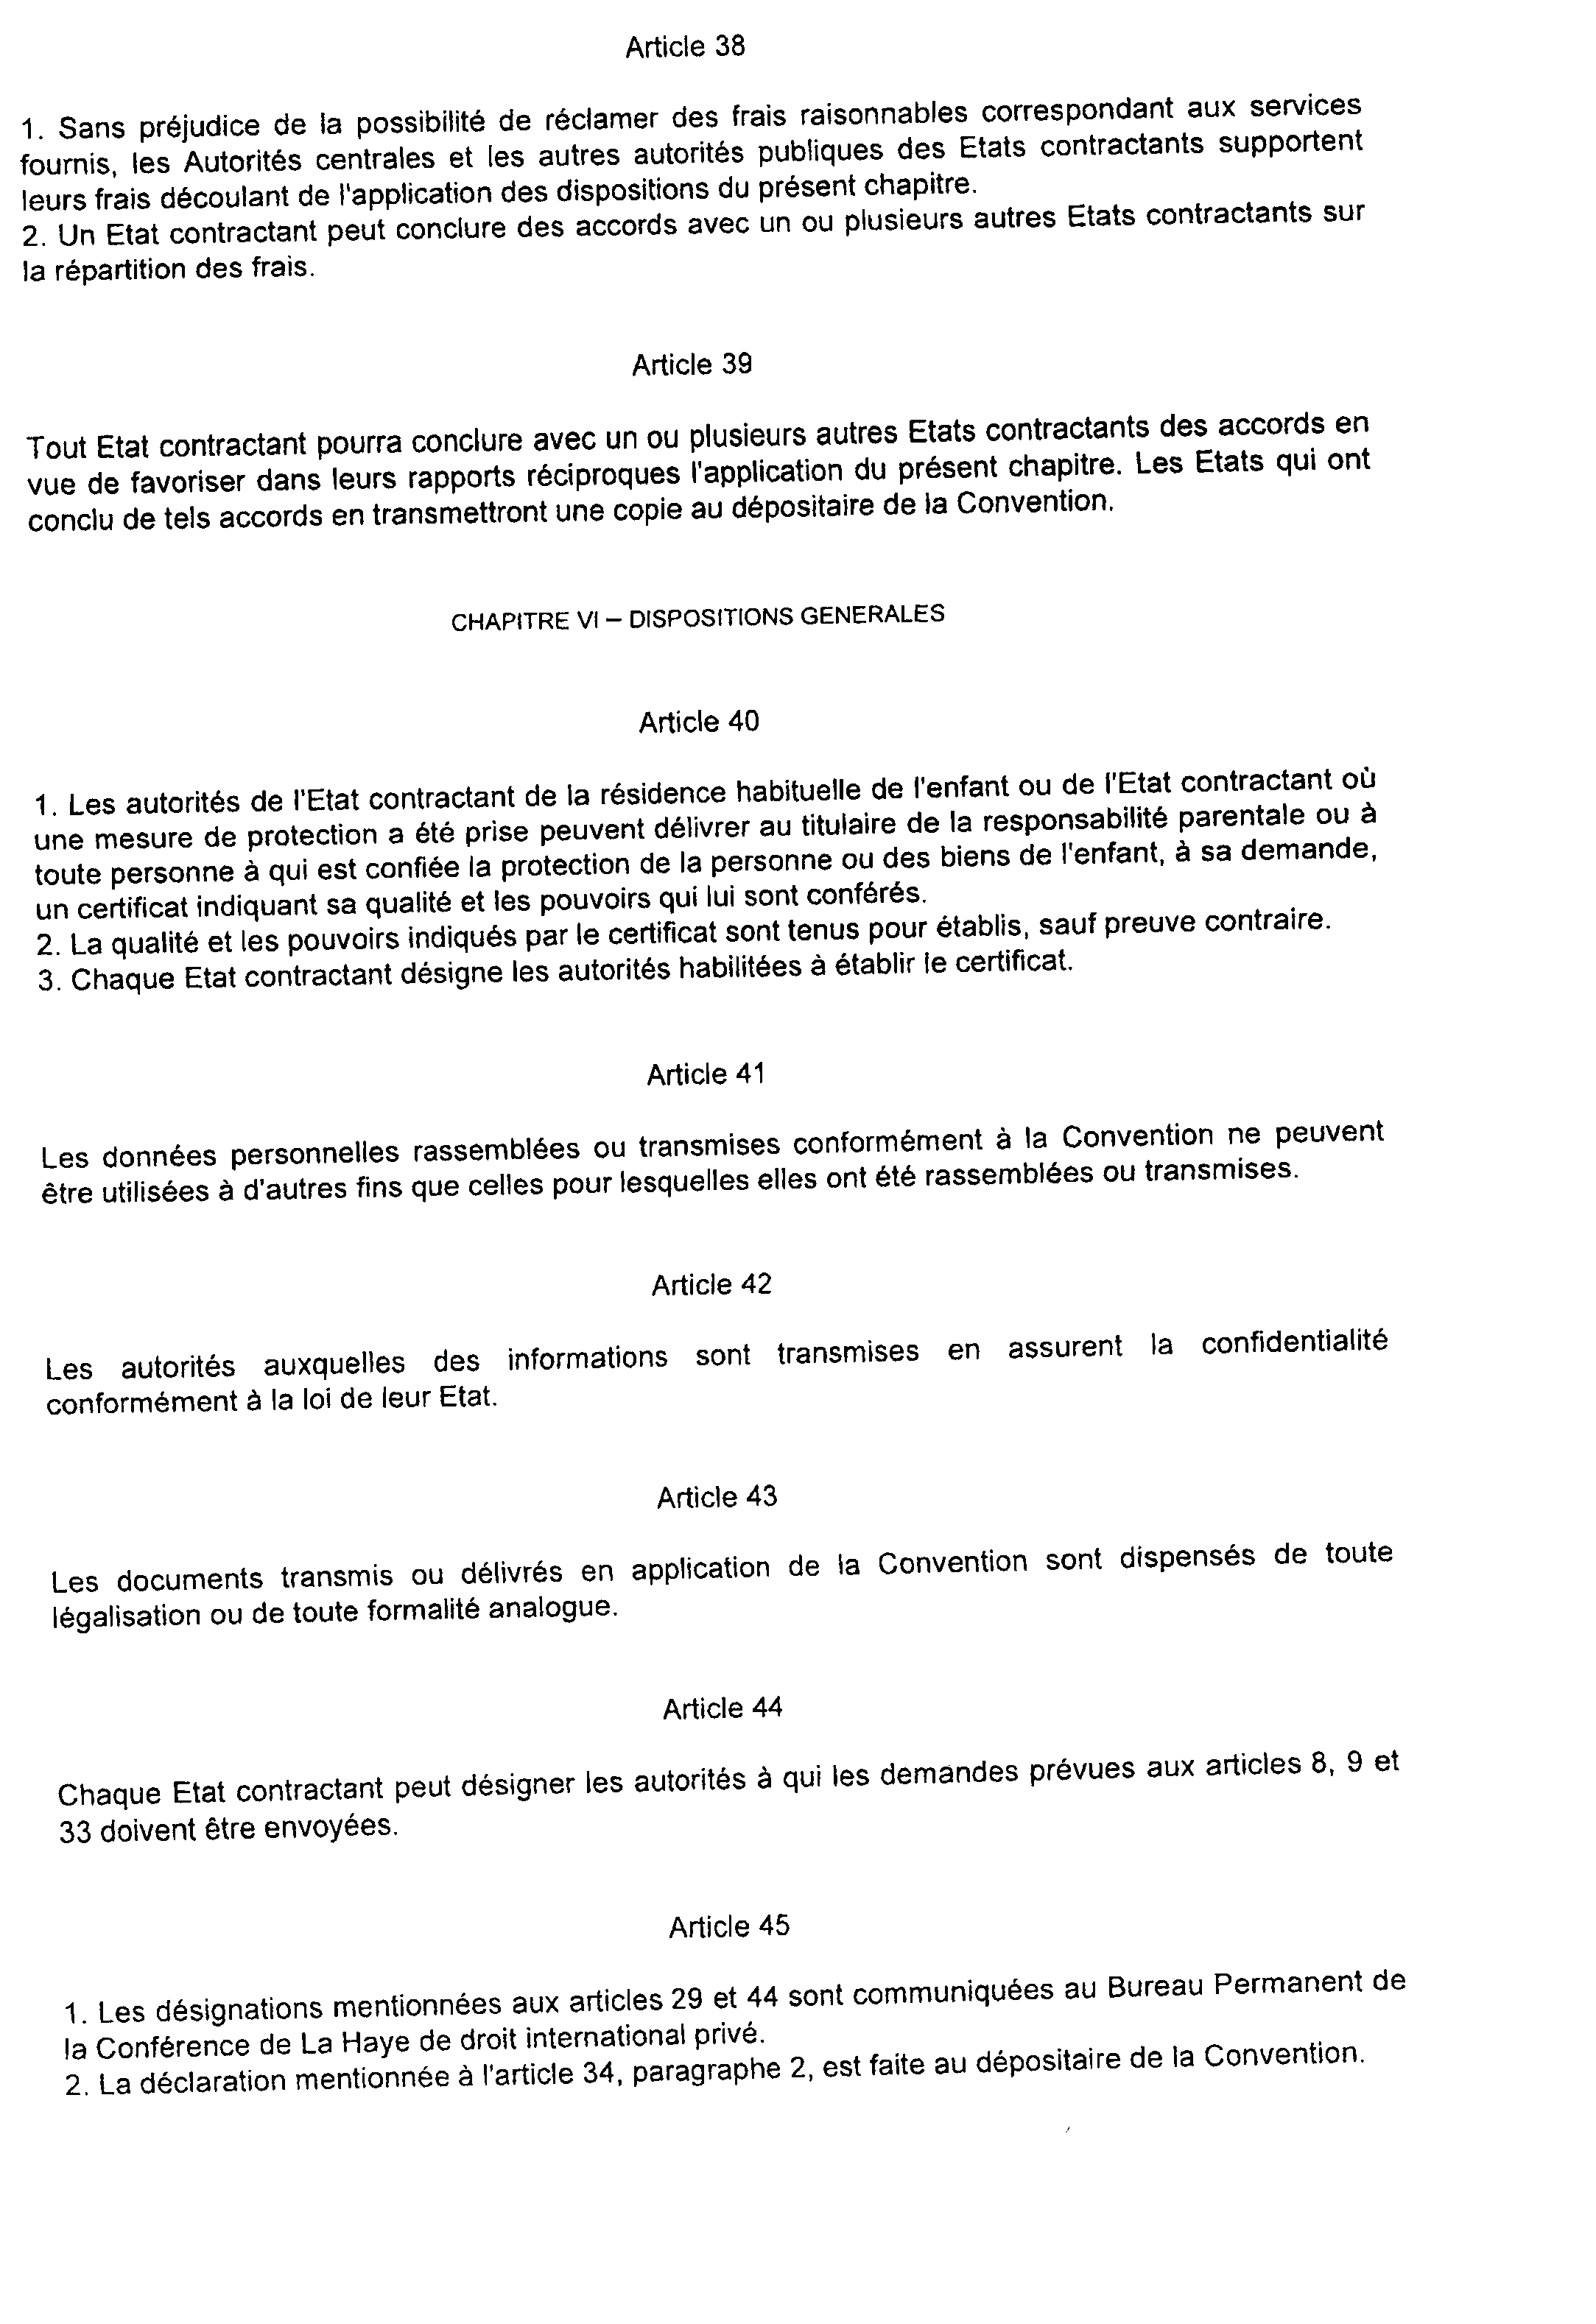 Article 38
1. Sans préjudice de la possibilité de réclamer des frais raisonnables correspondant aux services
fournis, les Autorités centrales et les autres autorités publiques des Etats contractants supportent
leurs frais découlant de l'application des dispositions du présent chapitre.
2. Un Etat contractant peut conclure des accords avec un ou plusieurs autres Etats contractants sur
la répartition des frais.
Article 39
Tout Etat contractant pourra conclure avec un ou plusieurs autres Etats contractants des accords en
vue de favoriser dans leurs rapports réciproques l'application du présent chapitre. Les Etats qui ont
conclu de tels accords en transmettront une copie au dépositaire de la Convention.
CHAPITRE VI – DISPOSITIONS GENERALES
Article 40
1. Les autorités de l'Etat contractant de la résidence habituelle de l'enfant ou de l'Etat contractant où
une mesure de protection a été prise peuvent délivrer au titulaire de la responsabilité parentale ou à
toute personne à qui est confiée la protection de la personne ou des biens de l'enfant, à sa demande,
un certificat indiquant sa qualité et les pouvoirs qui lui sont conférés.
2. La qualité et les pouvoirs indiqués par le certificat sont tenus pour établis, sauf preuve contraire.
3. Chaque Etat contractant désigne les autorités habilitées à établir le certificat.
Article 41
Les données personnelles rassemblées ou transmises conformément à la Convention ne peuvent
être utilisées à d'autres fins que celles pour lesquelles elles ont été rassemblées ou transmises.
Article 42
Les autorités auxquelles des informations sont transmises en assurent la confidentialité
conformément à la loi de leur Etat.
Article 43
Les documents transmis ou délivrés en application de la Convention sont dispensés de toute
légalisation ou de toute formalité analogue.
Article 44
Chaque Etat contractant peut désigner les autorités à qui les demandes prévues aux articles 8, 9 et
33 doivent être envoyées.
Article 45
1. Les désignations mentionnées aux articles 29 et 44 sont communiquées au Bureau Permanent de
la Conférence de La Haye de droit international privé.
2. La déclaration mentionnée à l'article 34, paragraphe 2, est faite au dépositaire de la Convention.